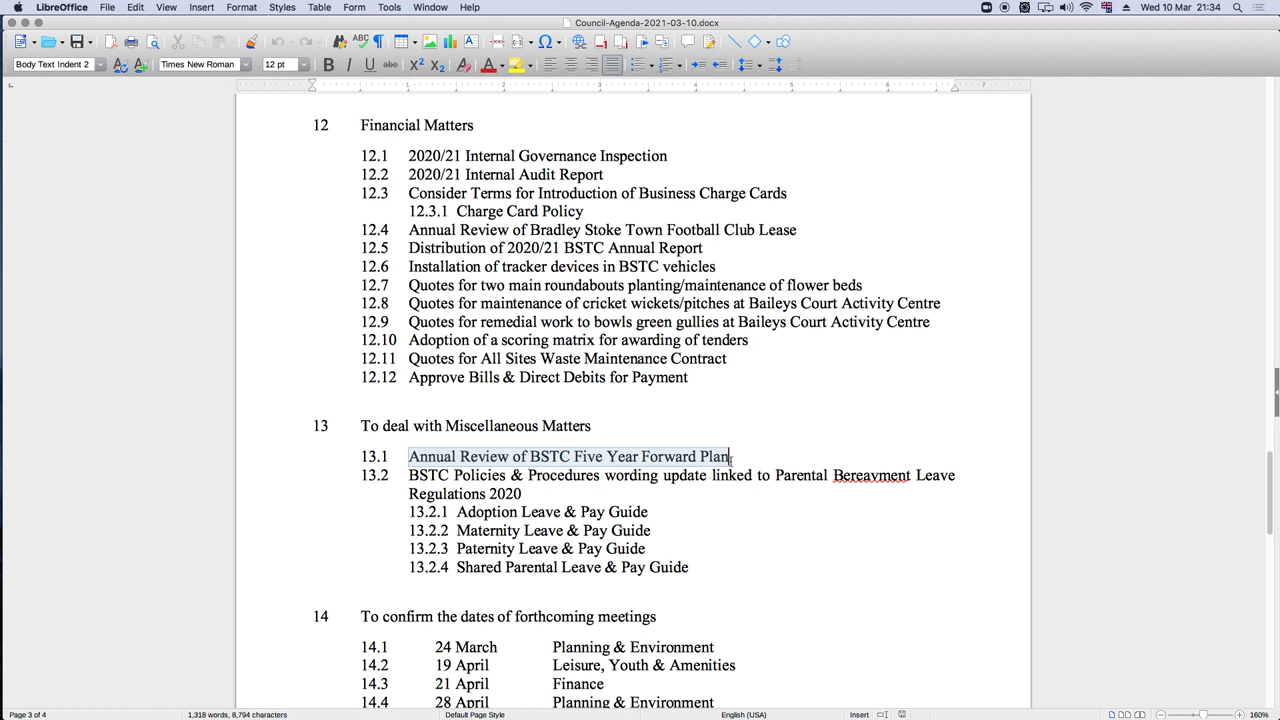 LibreOffice File Edit View Insert Format Styles Table Form Tools Window Help Wed 10 Mar 21:34
Council-Agenda-2021-03-10.docx
Body Text Indent 2 Times New Roman 12 pt
1 2 3 4 5 6 7
12 Financial Matters
12.1 2020/21 Internal Governance Inspection
12.2 2020/21 Internal Audit Report
12.3 Consider Terms for Introduction of Business Charge Cards
12.3.1 Charge Card Policy
12.4 Annual Review of Bradley Stoke Town Football Club Lease
12.5 Distribution of 2020/21 BSTC Annual Report
12.6 Installation of tracker devices in BSTC vehicles
12.7 Quotes for two main roundabouts planting/maintenance of flower beds
12.8 Quotes for maintenance of cricket wickets/pitches at Baileys Court Activity Centre
12.9 Quotes for remedial work to bowls green gullies at Baileys Court Activity Centre
12.10 Adoption of a scoring matrix for awarding of tenders
12.11 Quotes for All Sites Waste Maintenance Contract
12.12 Approve Bills & Direct Debits for Payment
13 To deal with Miscellaneous Matters
13.1 Annual Review of BSTC Five Year Forward Plan
13.2 BSTC Policies & Procedures wording update linked to Parental Bereavment Leave
Regulations 2020
13.2.1 Adoption Leave & Pay Guide
13.2.2 Maternity Leave & Pay Guide
13.2.3 Paternity Leave & Pay Guide
13.2.4 Shared Parental Leave & Pay Guide
14 To confirm the dates of forthcoming meetings
14.1 24 March Planning & Environment
14.2 19 April Leisure, Youth & Amenities
14.3 21 April Finance
14.4 28 April Planning & Environment
Page 3 of 4 1,318 words, 8,794 characters Default Page Style English (USA) Insert 160%